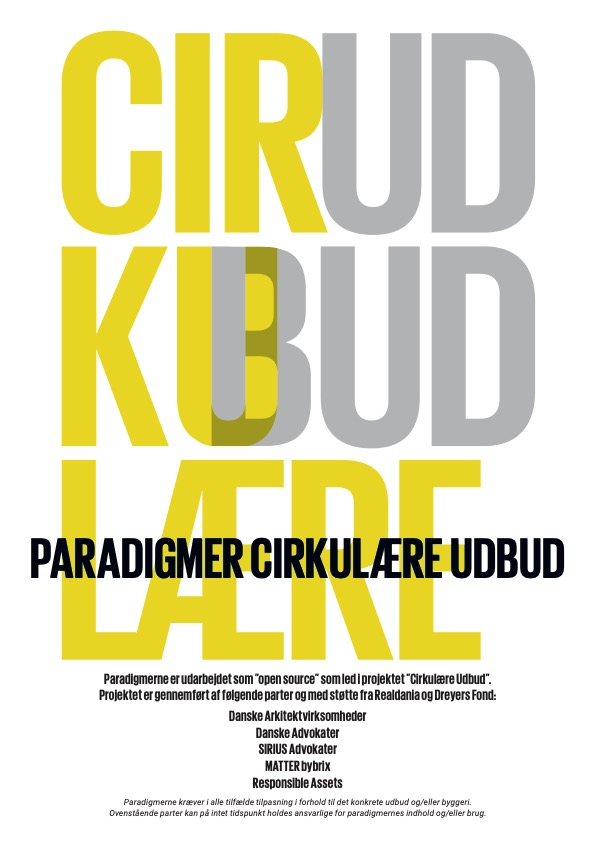 CIRUD
KUBUD
LÆRE
PARADIGMER CIRKULÆRE UDBUD
Paradigmerne er udarbejdet som "open source" som led i projektet "Cirkulære Udbud".
Projektet er gennemført af følgende parter og med støtte fra Realdania og Dreyers Fond:
Danske Arkitektvirksomheder
Danske Advokater
SIRIUS Advokater
MATTER bybrix
Responsible Assets
Paradigmerne kræver i alle tilfælde tilpasning i forhold til det konkrete udbud og/eller byggeri.
Ovenstående parter kan på intet tidspunkt holdes ansvarlige for paradigmernes indhold og/eller brug.